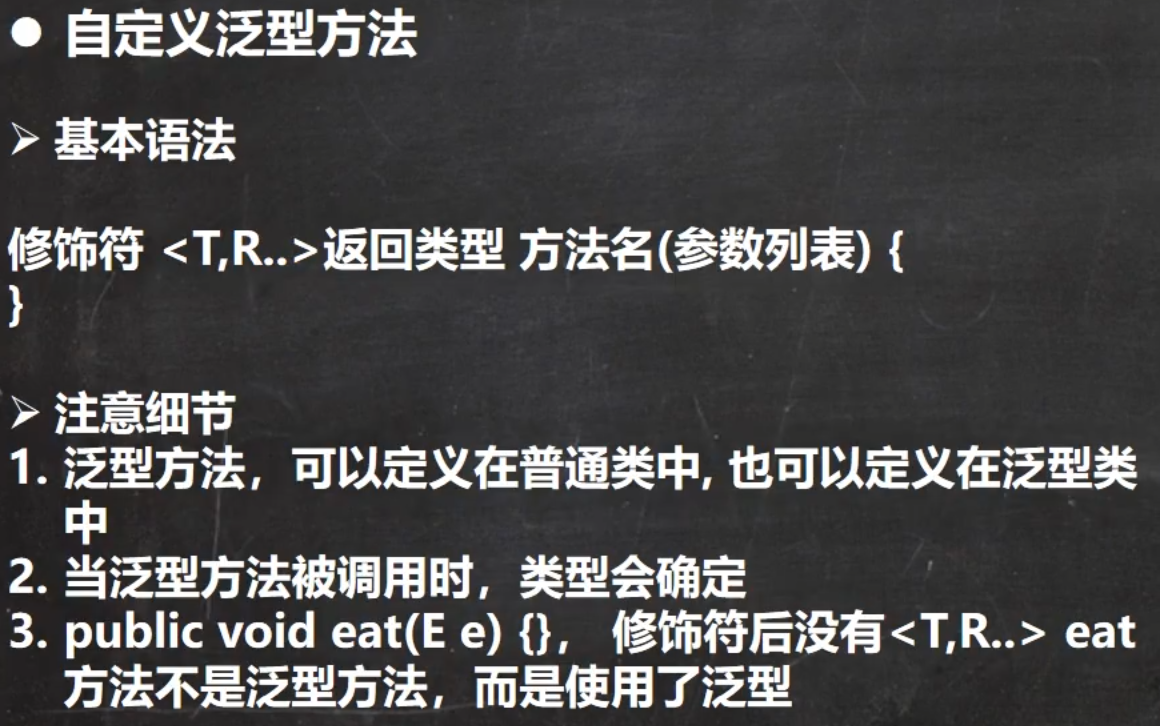 ● 自定义泛型方法
➢ 基本语法
修饰符 <T,R..>返回类型 方法名(参数列表) {
}
➢ 注意细节
1. 泛型方法，可以定义在普通类中, 也可以定义在泛型类
中
2. 当泛型方法被调用时，类型会确定
3. public void eat(E e) {}， 修饰符后没有<T,R..> eat
方法不是泛型方法，而是使用了泛型